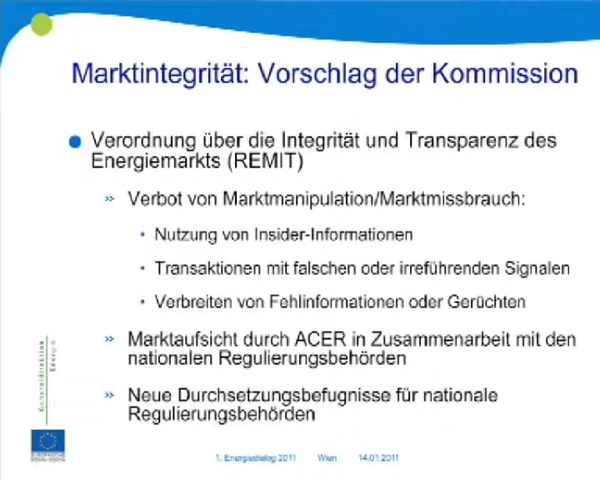 Marktintegrität: Vorschlag der Kommission
Verordnung über die Integrität und Transparenz des
Energiemarkts (REMIT)
Verbot von Marktmanipulation/Marktmissbrauch:
Nutzung von Insider-Informationen
Transaktionen mit falschen oder irreführenden Signalen
Verbreiten von Fehlinformationen oder Gerüchten
Marktaufsicht durch ACER in Zusammenarbeit mit den
nationalen Regulierungsbehörden
Neue Durchsetzungsbefugnisse für nationale
Regulierungsbehörden
Generaldirektion
Energie
1. Energiedialog 2011 Wien 14.01.2011